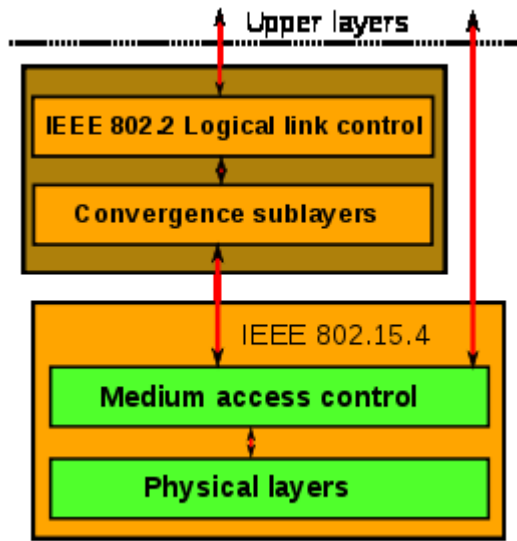 Upper layers
IEEE 802.2 Logical link control
Convergence sublayers
IEEE 802.15.4
Medium access control
Physical layers